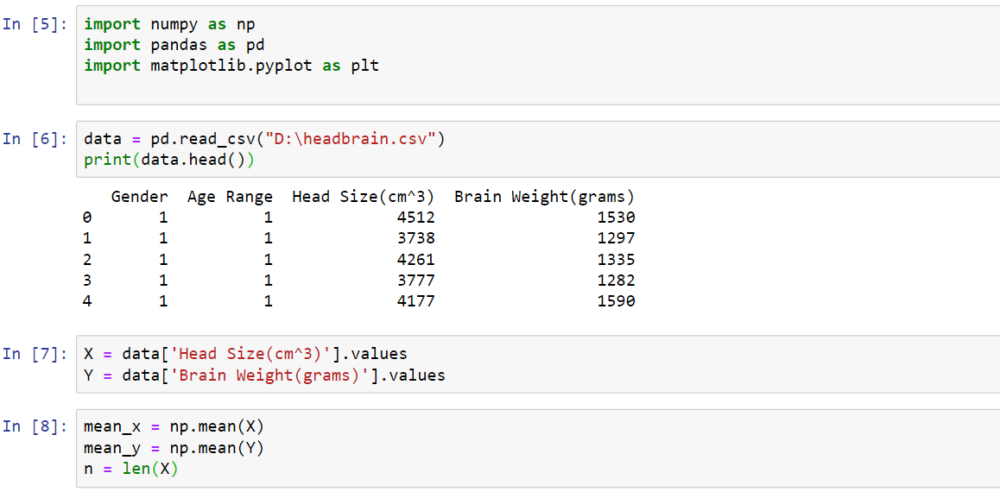 In [5]: import numpy as np
import pandas as pd
import matplotlib.pyplot as plt
In [6]: data = pd.read_csv("D:\headbrain.csv")
print(data.head())
Gender Age Range Head Size(cm^3) Brain Weight(grams)
0 1 1 4512 1530
1 1 1 3738 1297
2 1 1 4261 1335
3 1 1 3777 1282
4 1 1 4177 1590
In [7]: X = data['Head Size(cm^3)'].values
Y = data['Brain Weight(grams)'].values
In [8]: mean_x = np.mean(X)
mean_y = np.mean(Y)
n = len(X)